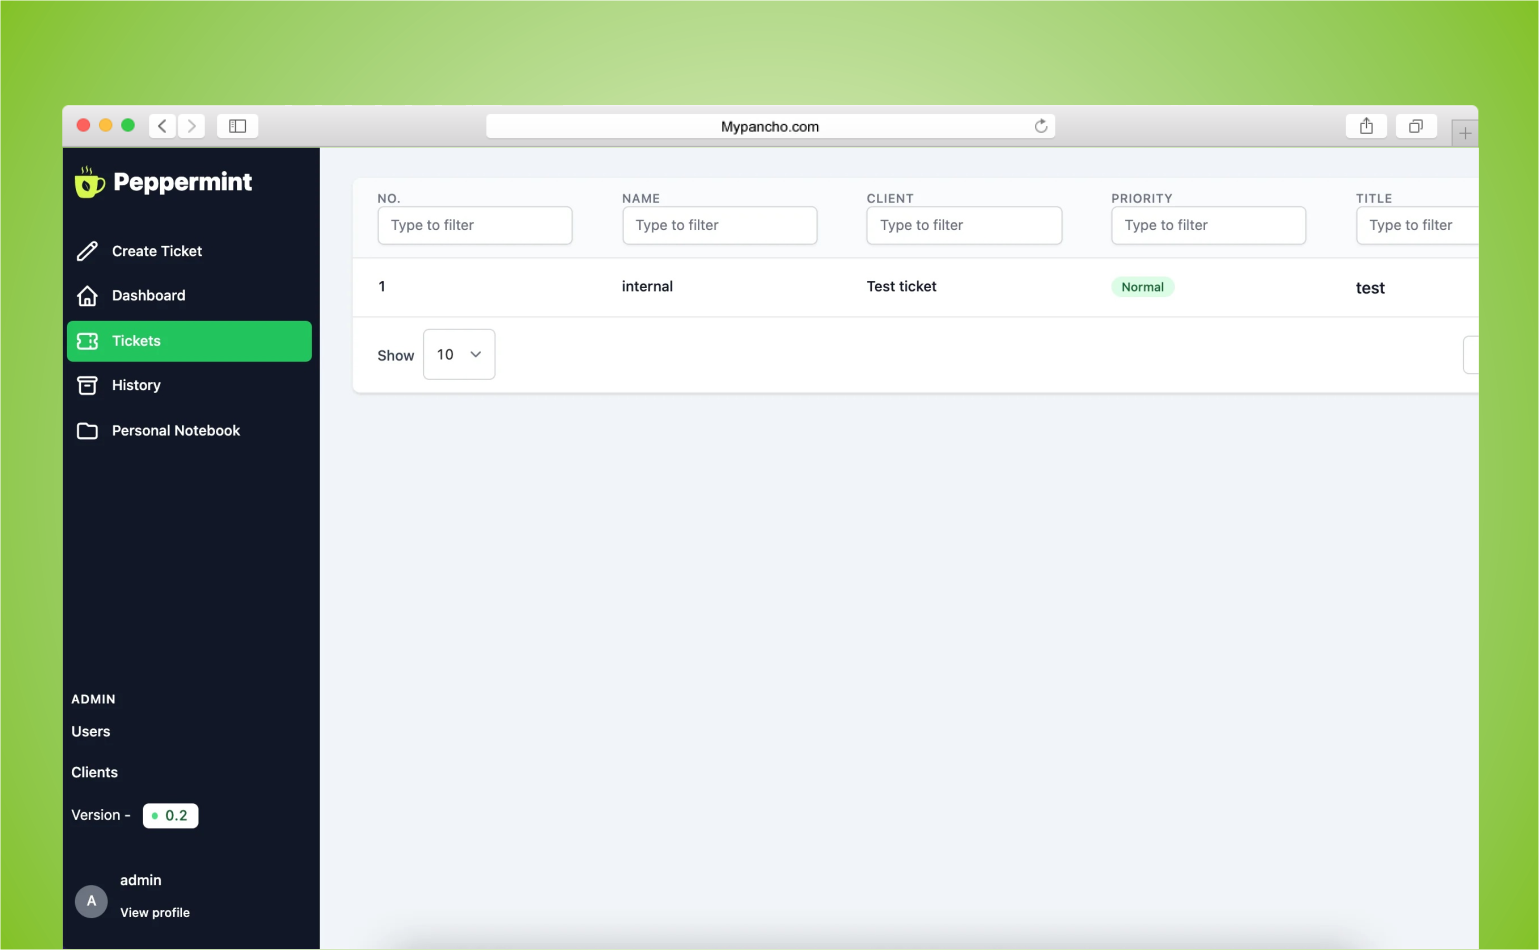 Mypancho.com
Peppermint
Create Ticket
Dashboard
Tickets
History
Personal Notebook
ADMIN
Users
Clients
Version - 0.2
A
admin
View profile
NO. NAME CLIENT PRIORITY TITLE
Type to filter Type to filter Type to filter Type to filter Type to filter
1 internal Test ticket Normal test
Show 10